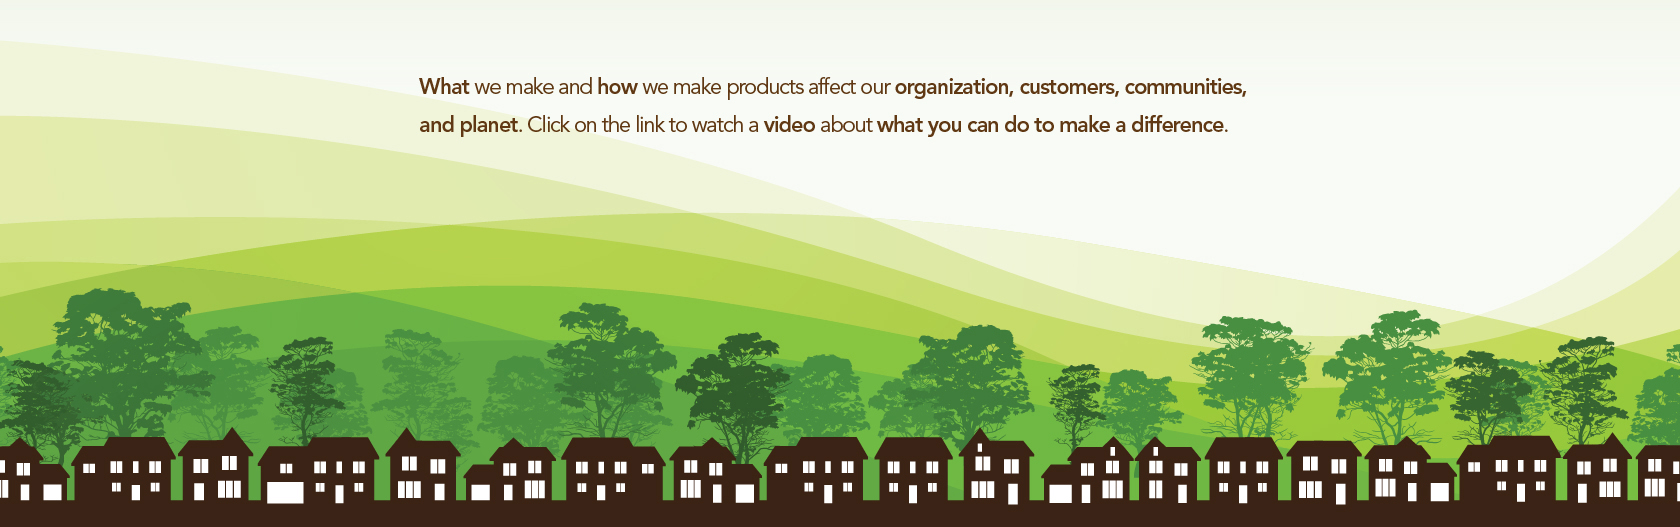 What we make and how we make products affect our organization, customers, communities,
and planet. Click on the link to watch a video about what you can do to make a difference.